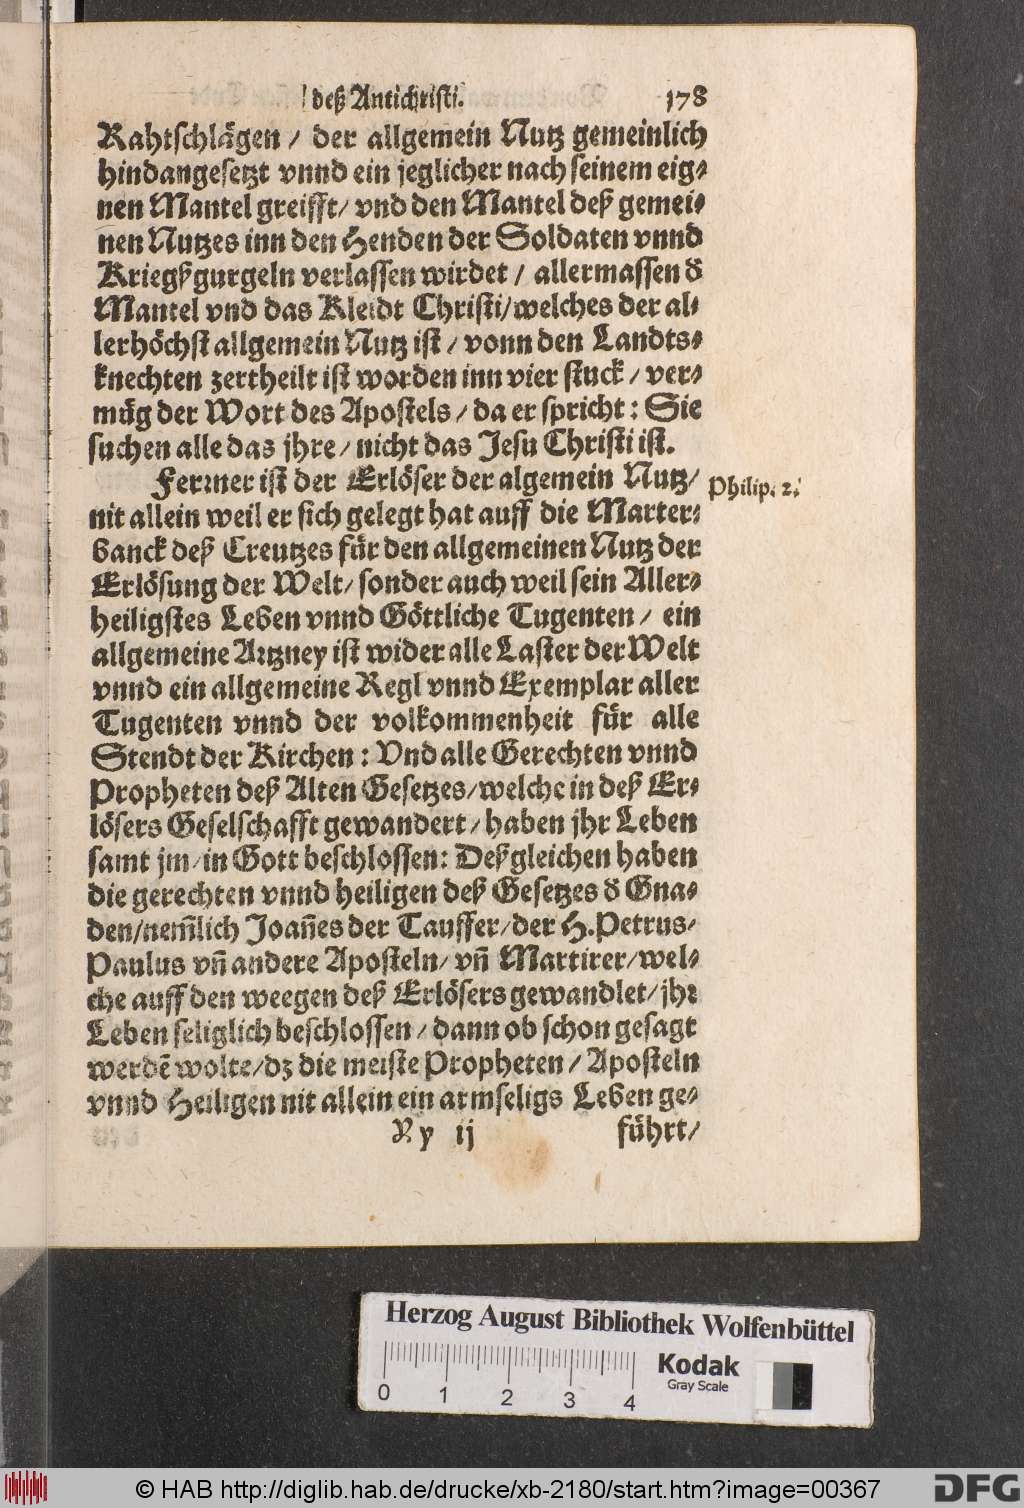 deß Antichristi. 178
Rahtschlägen / der allgemein Nutz gemeinlich
hindangesetzt vnnd ein jeglicher nach seinem eig⸗
nen Mantel greifft/ vnd den Mantel deß gemei⸗
nen Nutzes inn den Henden der Soldaten vnnd
Kriegßgurgeln verlassen wirdet / allermassen d̕
Mantel vnd das Kleidt Christi/welches der al⸗
lerhöchst allgemein Nutz ist / vonn den Landts⸗
knechten zertheilt ist worden inn vier stuck / ver⸗
müg der Wort des Apostels / da er spricht: Sie
suchen alle das jhre / nicht das Jesu Christi ist.
Ferrner ist der Erlöser der algemein Nutz/
Philip. 2.
nit allein weil er sich gelegt hat auff die Marter⸗
banck deß Creutzes für den allgemeinen Nutz der
Erlösung der Welt/ sonder auch weil sein Aller⸗
heiligstes Leben vnnd Göttliche Tugenten / ein
allgemeine Artzney ist wider alle Laster der Welt
vnnd ein allgemeine Regl vnnd Exemplar aller
Tugenten vnnd der volkommenheit für alle
Stendt der Kirchen : Vnd alle Gerechten vnnd
Propheten deß Alten Gesetzes/welche in deß Er⸗
lösers Geselschafft gewandert/ haben jhr Leben
samt jm/in Gott beschlossen: Deßgleichen haben
die gerechten vnnd heiligen deß Gesetzes d̕ Gna⸗
den/nem̃lich Joañes der Tauffer/der H. Petrus/
Paulus vñ andere Aposteln/ vñ Martirer/wel⸗
che auff den weegen deß Erlösers gewandlet/jhr
Leben seliglich beschlossen / dann ob schon gesagt
werdẽ wolte/dz die meiste Propheten / Aposteln
vnnd Heiligen nit allein ein armseligs Leben ge⸗
Yy ij führt/
Herzog August Bibliothek Wolfenbüttel
Kodak
Gray Scale
0 1 2 3 4
© HAB http://diglib.hab.de/drucke/xb-2180/start.htm?image=00367
DFG